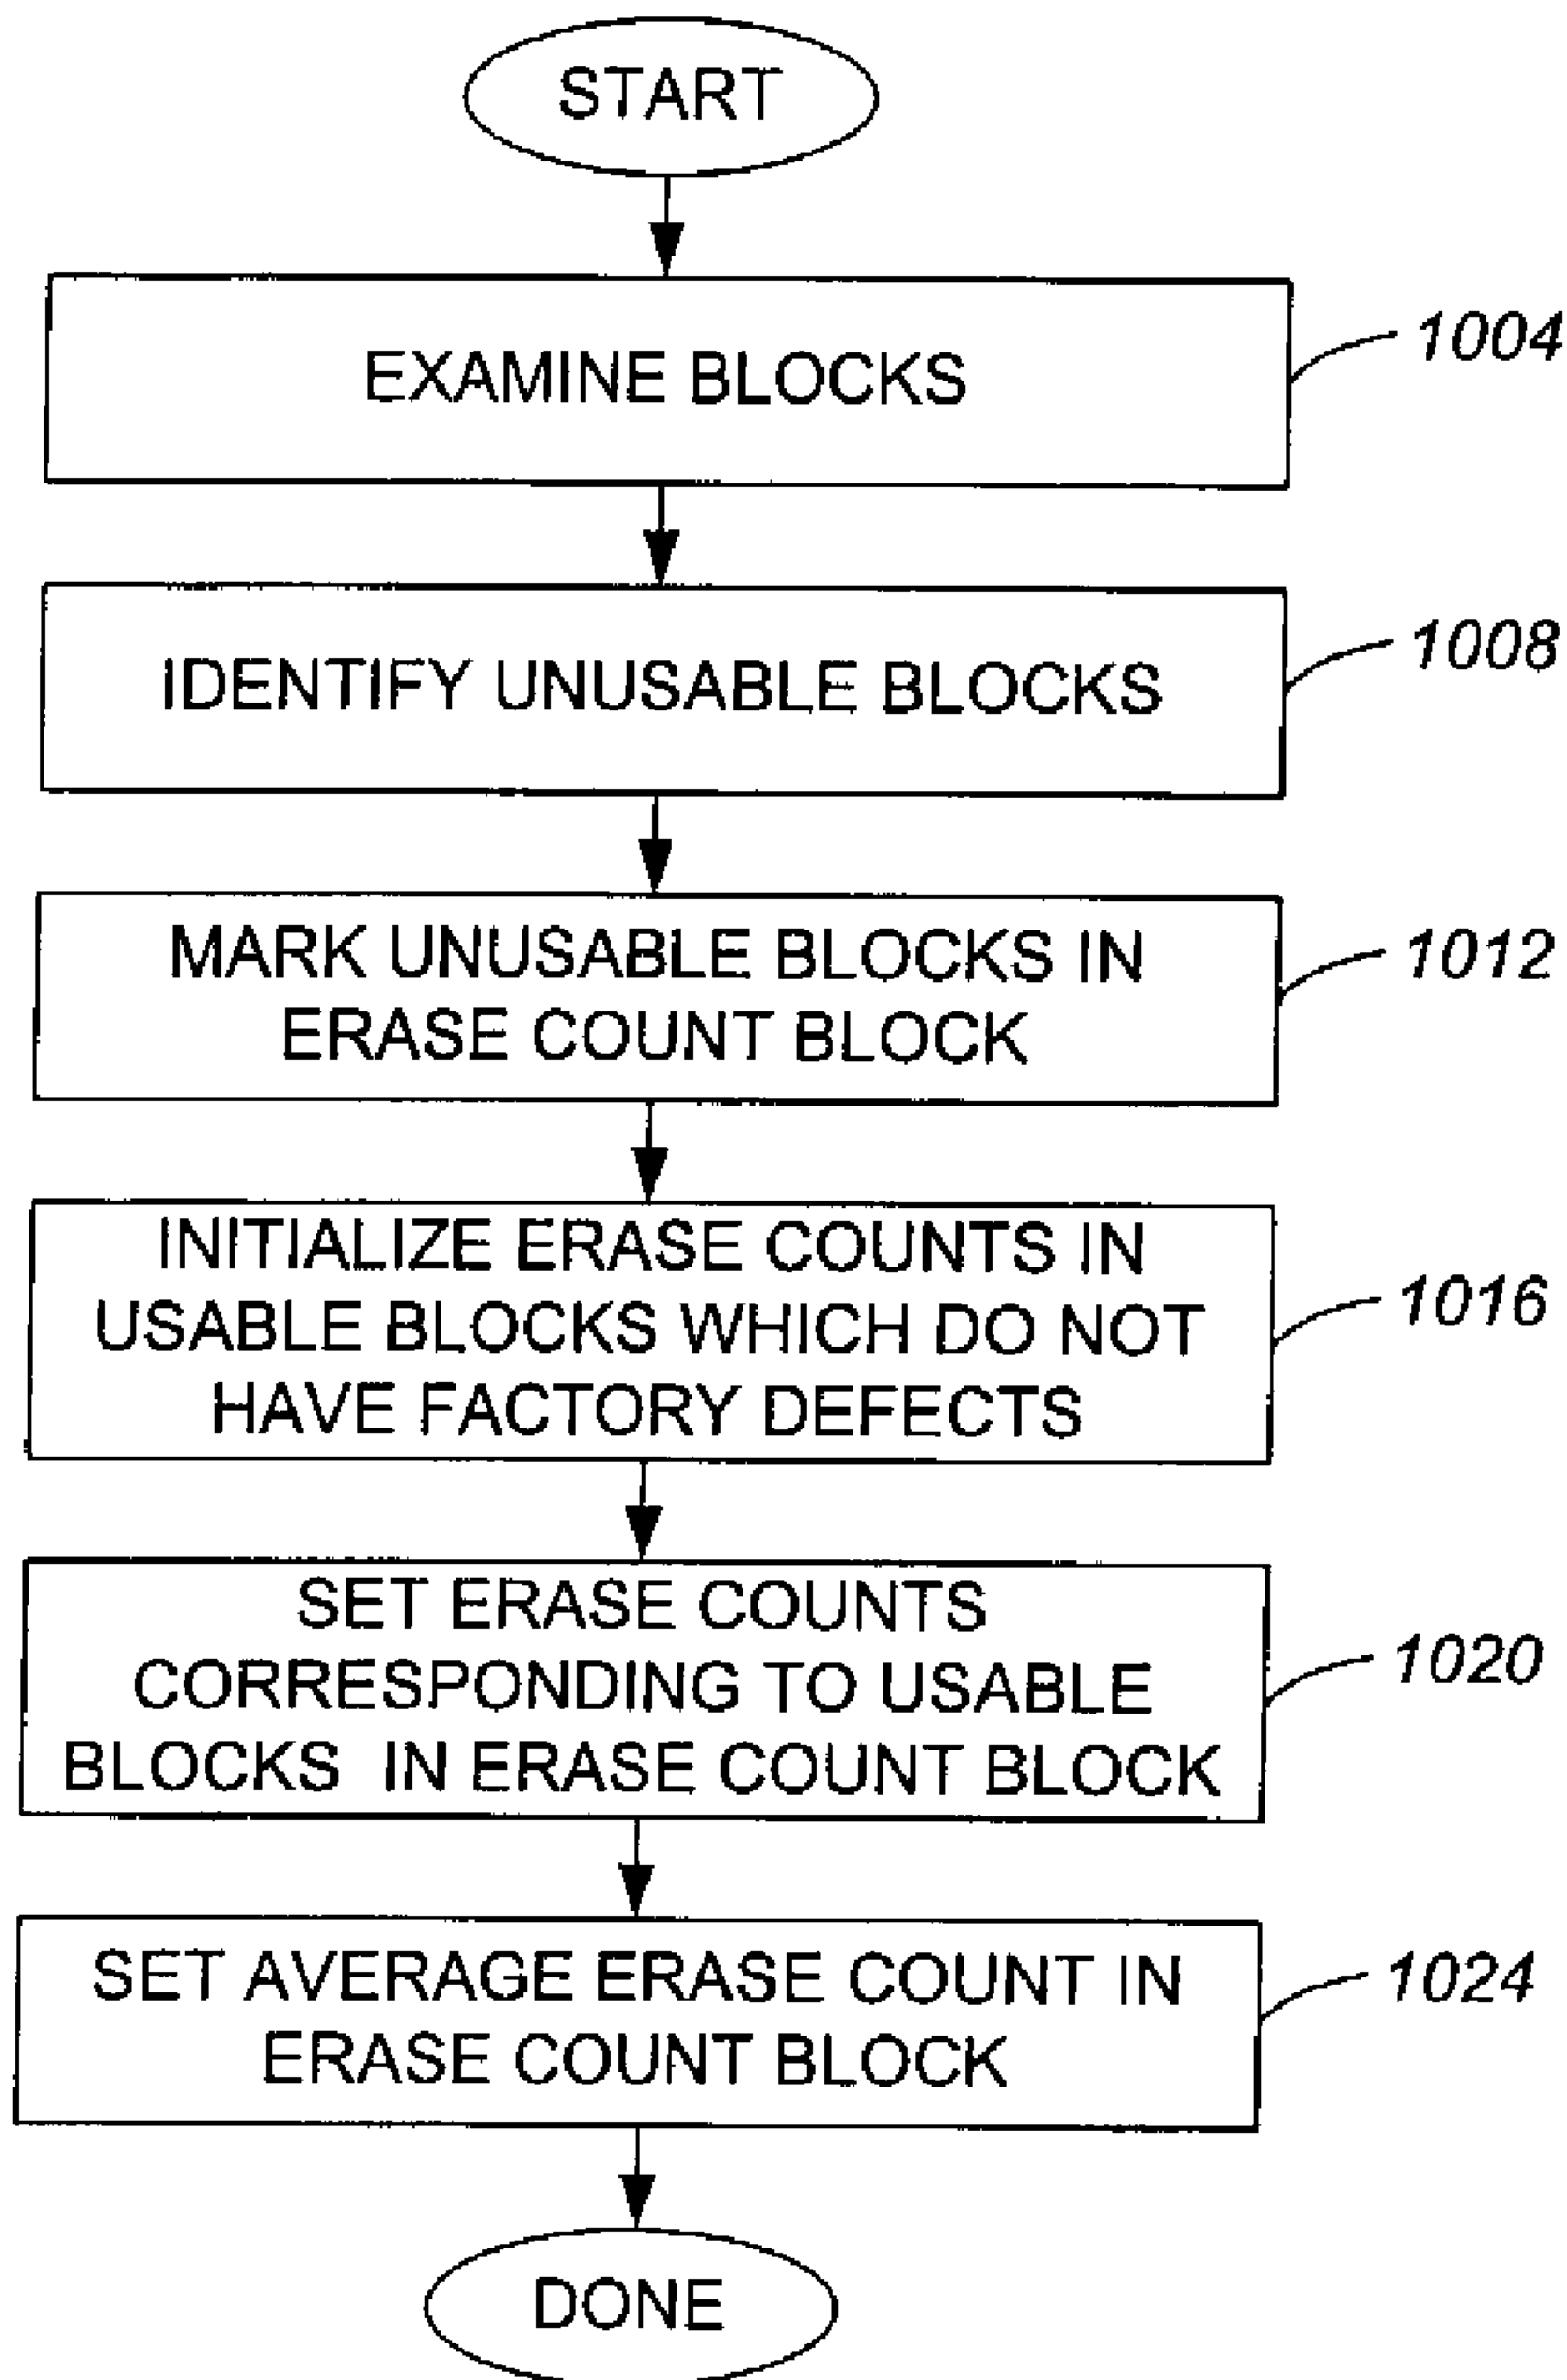 START
EXAMINE BLOCKS
1004
IDENTIFY UNUSABLE BLOCKS
1008
MARK UNUSABLE BLOCKS IN
ERASE COUNT BLOCK
1012
INITIALIZE ERASE COUNTS IN
USABLE BLOCKS WHICH DO NOT
HAVE FACTORY DEFECTS
1016
SET ERASE COUNTS
CORRESPONDING TO USABLE
BLOCKS IN ERASE COUNT BLOCK
1020
SET AVERAGE ERASE COUNT IN
ERASE COUNT BLOCK
1024
DONE